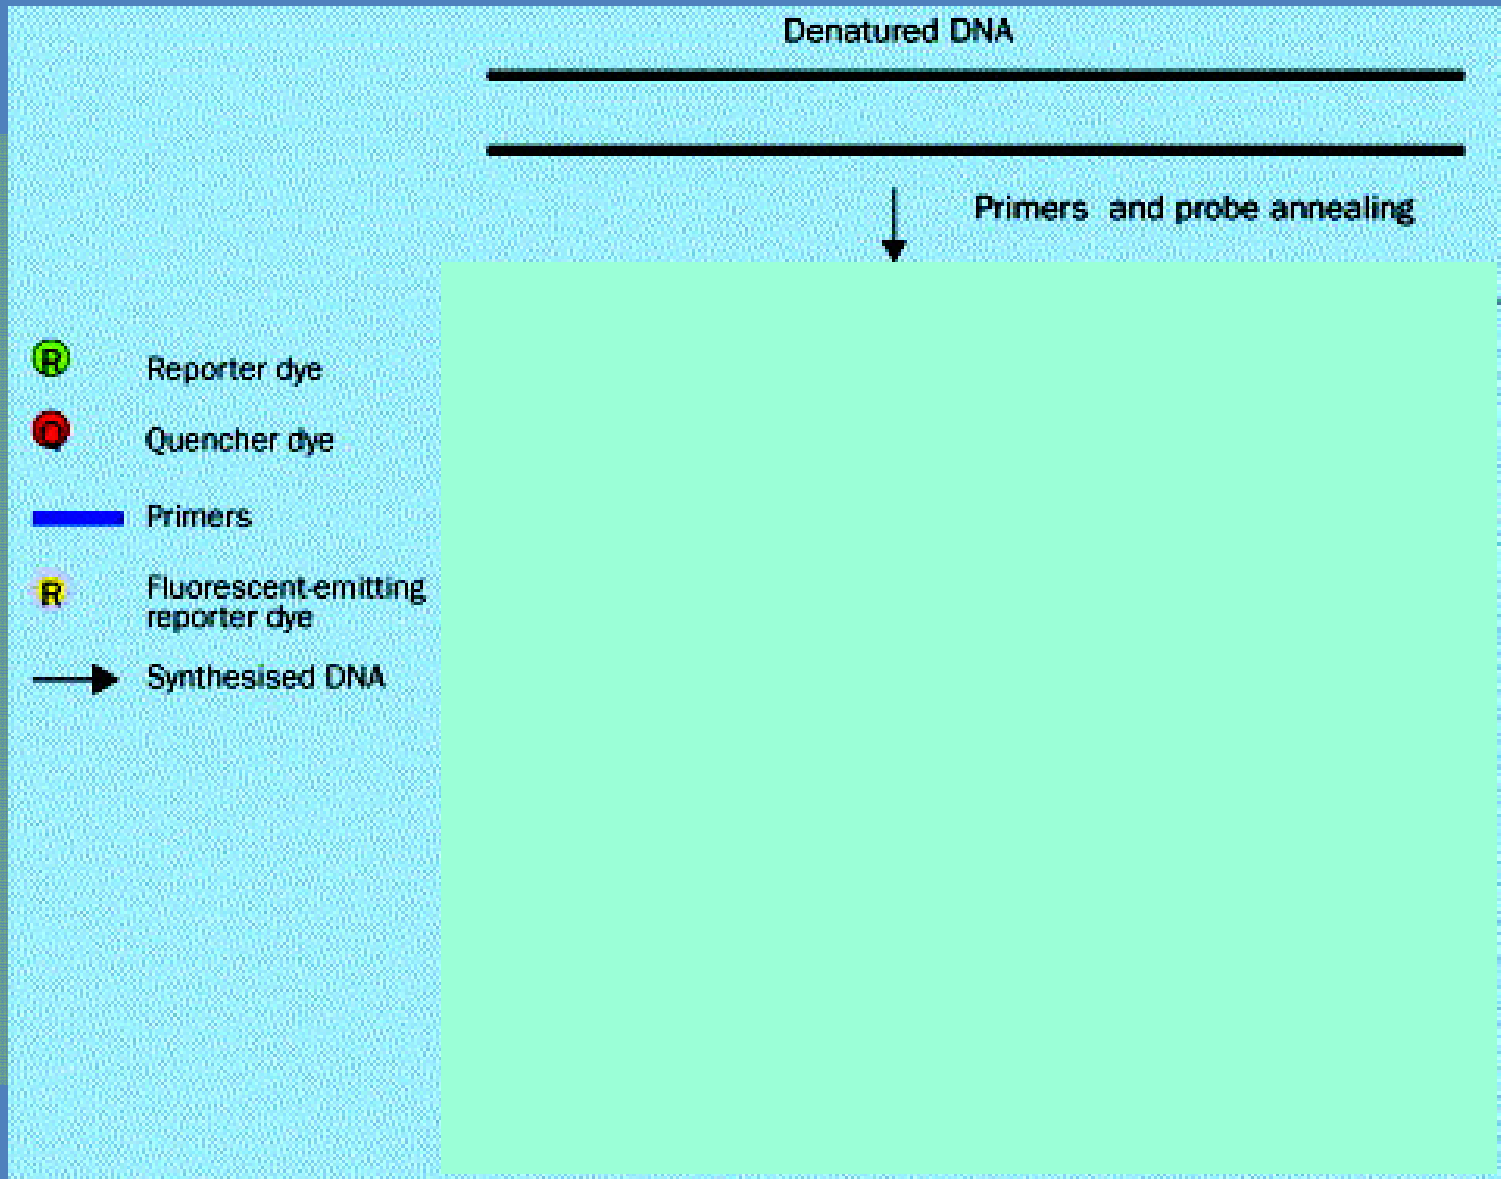 Denatured DNA
Primers and probe annealing
R
Reporter dye
Q
Quencher dye
Primers
R
Fluorescent-emitting
reporter dye
Synthesised DNA